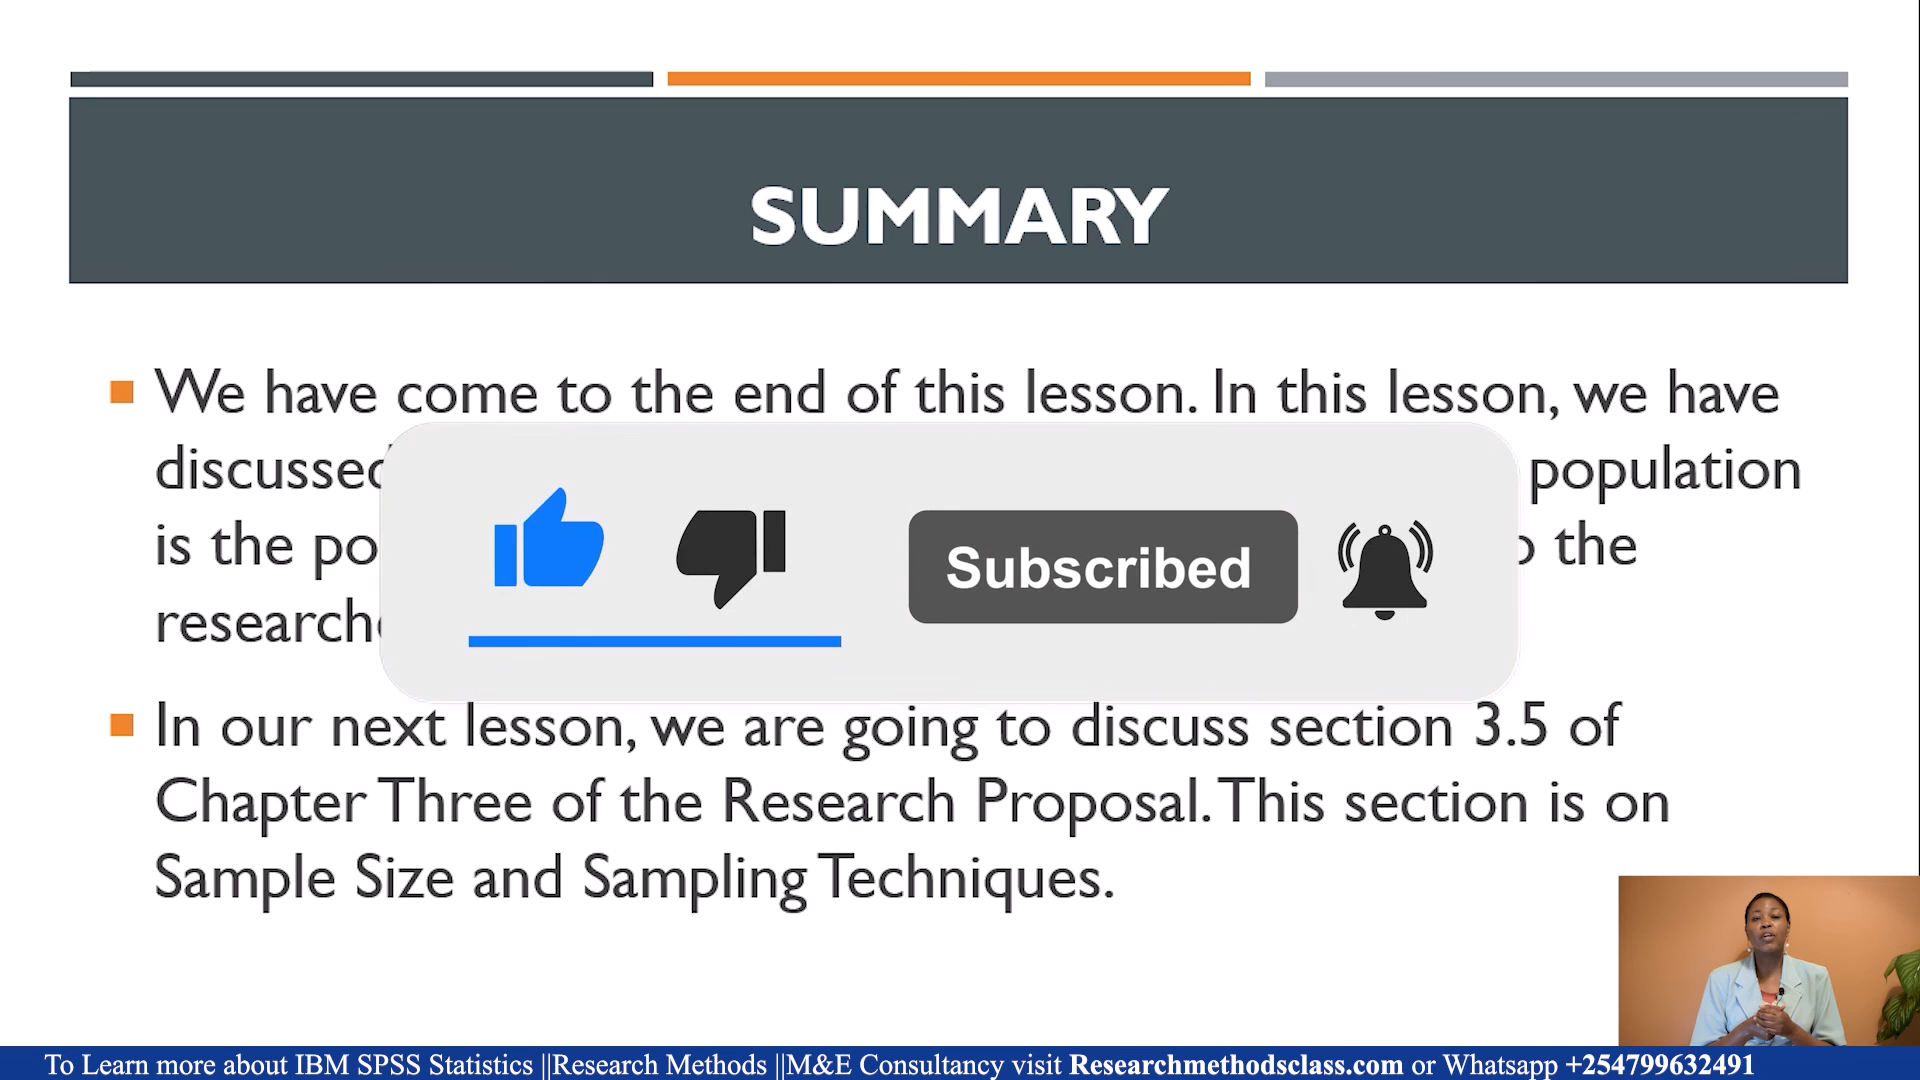 SUMMARY
We have come to the end of this lesson. In this lesson, we have
discussed population
is the the
Subscribed
In our next lesson, we are going to discuss section 3.5 of
Chapter Three of the Research Proposal. This section is on
Sample Size and Sampling Techniques.
To Learn more about IBM SPSS Statistics ||Research Methods ||M&E Consultancy visit Researchmethodsclass.com or Whatsapp +254799632491